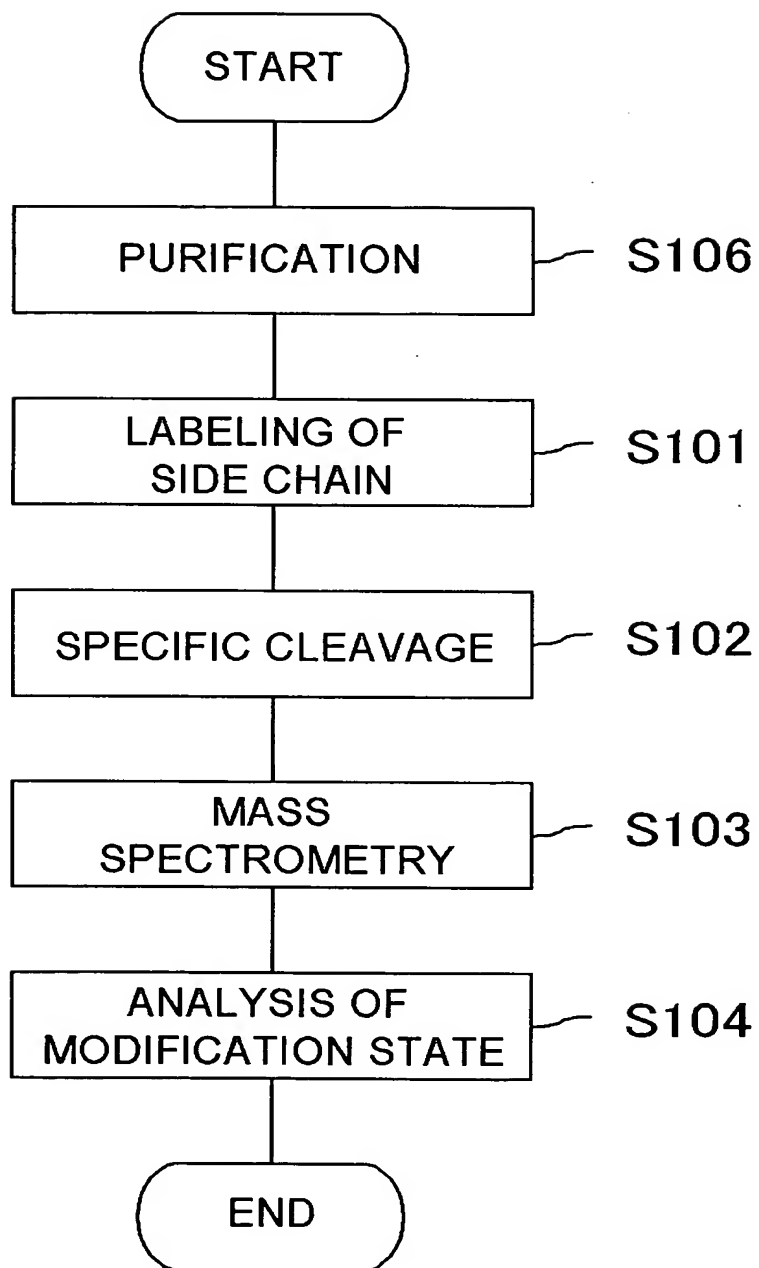 START
PURIFICATION
S106
LABELING OF
SIDE CHAIN
S101
SPECIFIC CLEAVAGE
S102
MASS
SPECTROMETRY
S103
ANALYSIS OF
MODIFICATION STATE
S104
END